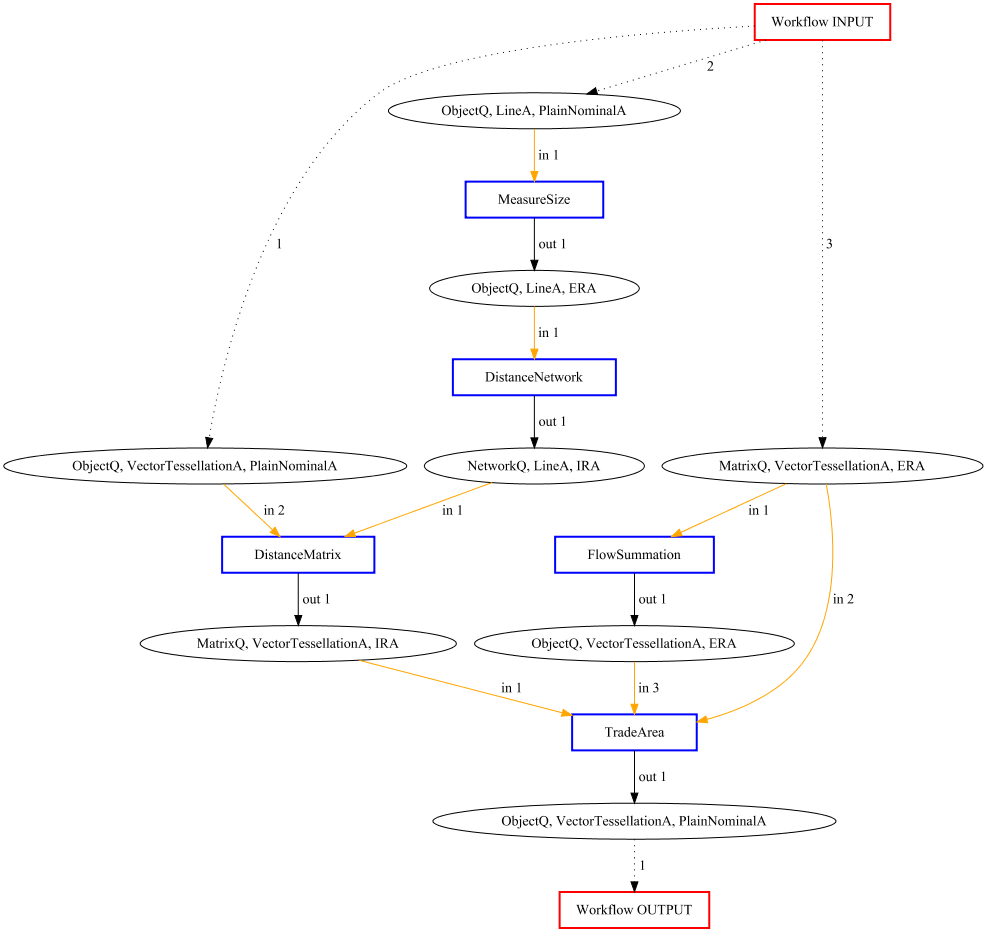 Workflow INPUT
2
ObjectQ, LineA, PlainNominalA
in 1
MeasureSize
1
3
out 1
ObjectQ, LineA, ERA
in 1
DistanceNetwork
out 1
ObjectQ, VectorTessellationA, PlainNominalA
NetworkQ, LineA, IRA
MatrixQ, VectorTessellationA, ERA
in 2
in 1
in 1
DistanceMatrix
FlowSummation
out 1
out 1
in 2
MatrixQ, VectorTessellationA, IRA
ObjectQ, VectorTessellationA, ERA
in 1
in 3
TradeArea
out 1
ObjectQ, VectorTessellationA, PlainNominalA
1
Workflow OUTPUT